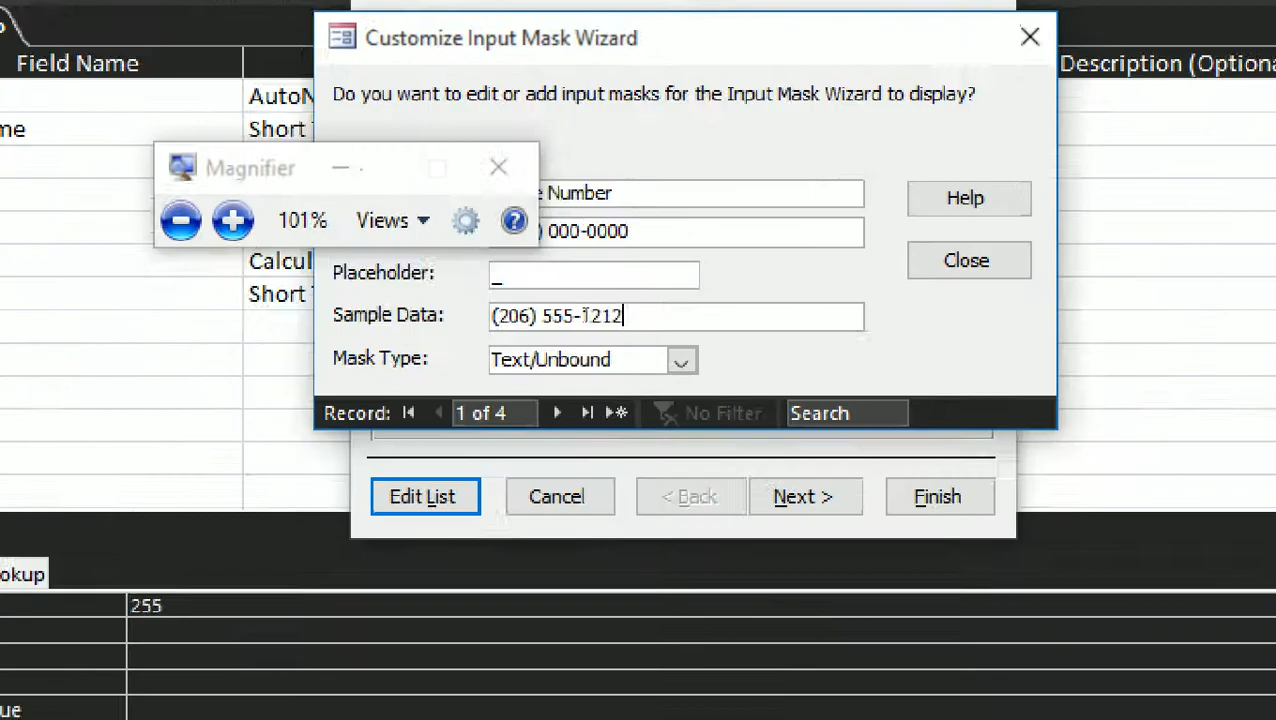 Customize Input Mask Wizard
Field Name
Description (Optiona
Do you want to edit or add input masks for the Input Mask Wizard to display?
AutoN
me
Short
Magnifier
Number
Help
101%
Views
) 000-0000
Calcul
Close
Placeholder:
_
Short
Sample Data:
(206) 555-1212
Mask Type:
Text/Unbound
Record:
1 of 4
No Filter
Search
Edit List
Cancel
< Back
Next >
Finish
ookup
255
ue